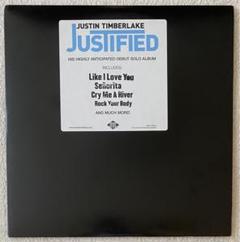 JUSTIN TIMBERLAKE
JUSTIFIED
HIS HIGHLY ANTICIPATED DEBUT SOLO ALBUM
INCLUDES:
Like I Love You
Señorita
Cry Me A River
Rock Your Body
AND MUCH MORE!